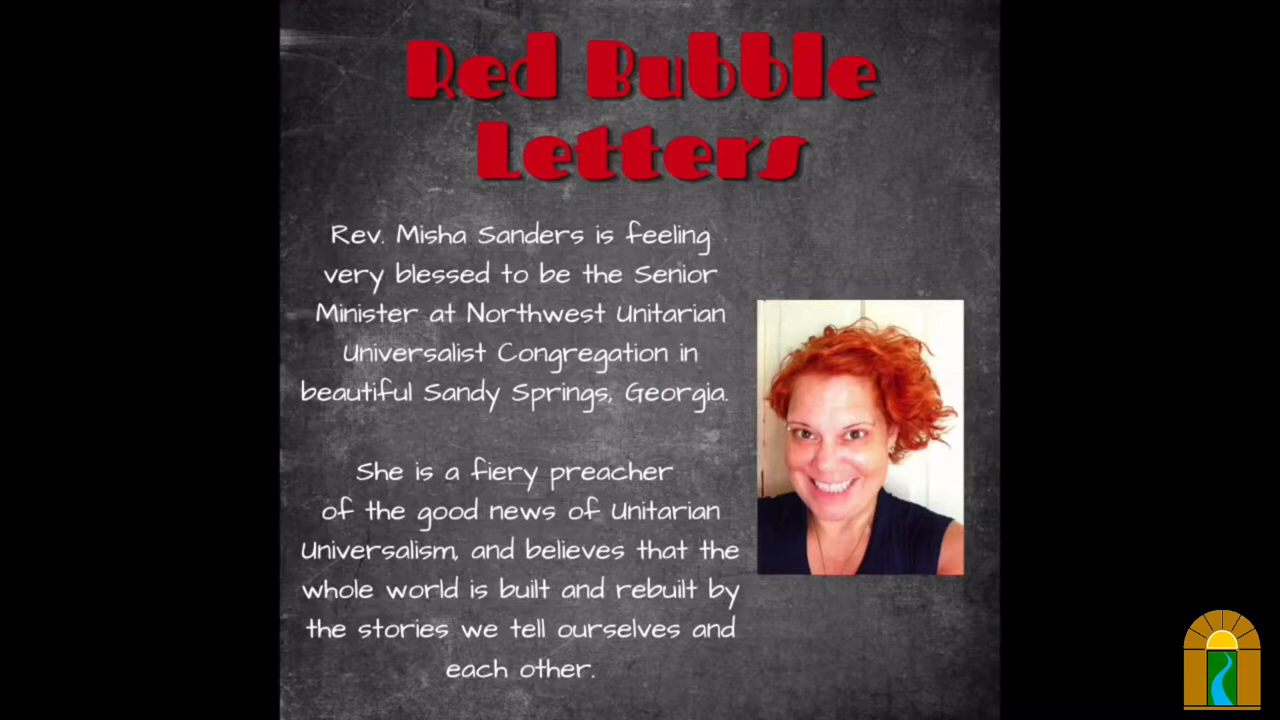 Red Bubble
Letters
Rev. Misha Sanders is feeling
very blessed to be the Senior
Minister at Northwest Unitarian
Universalist Congregation in
beautiful Sandy Springs, Georgia.
She is a fiery preacher
of the good news of Unitarian
Universalism, and believes that the
whole world is built and rebuilt by
the stories we tell ourselves and
each other.